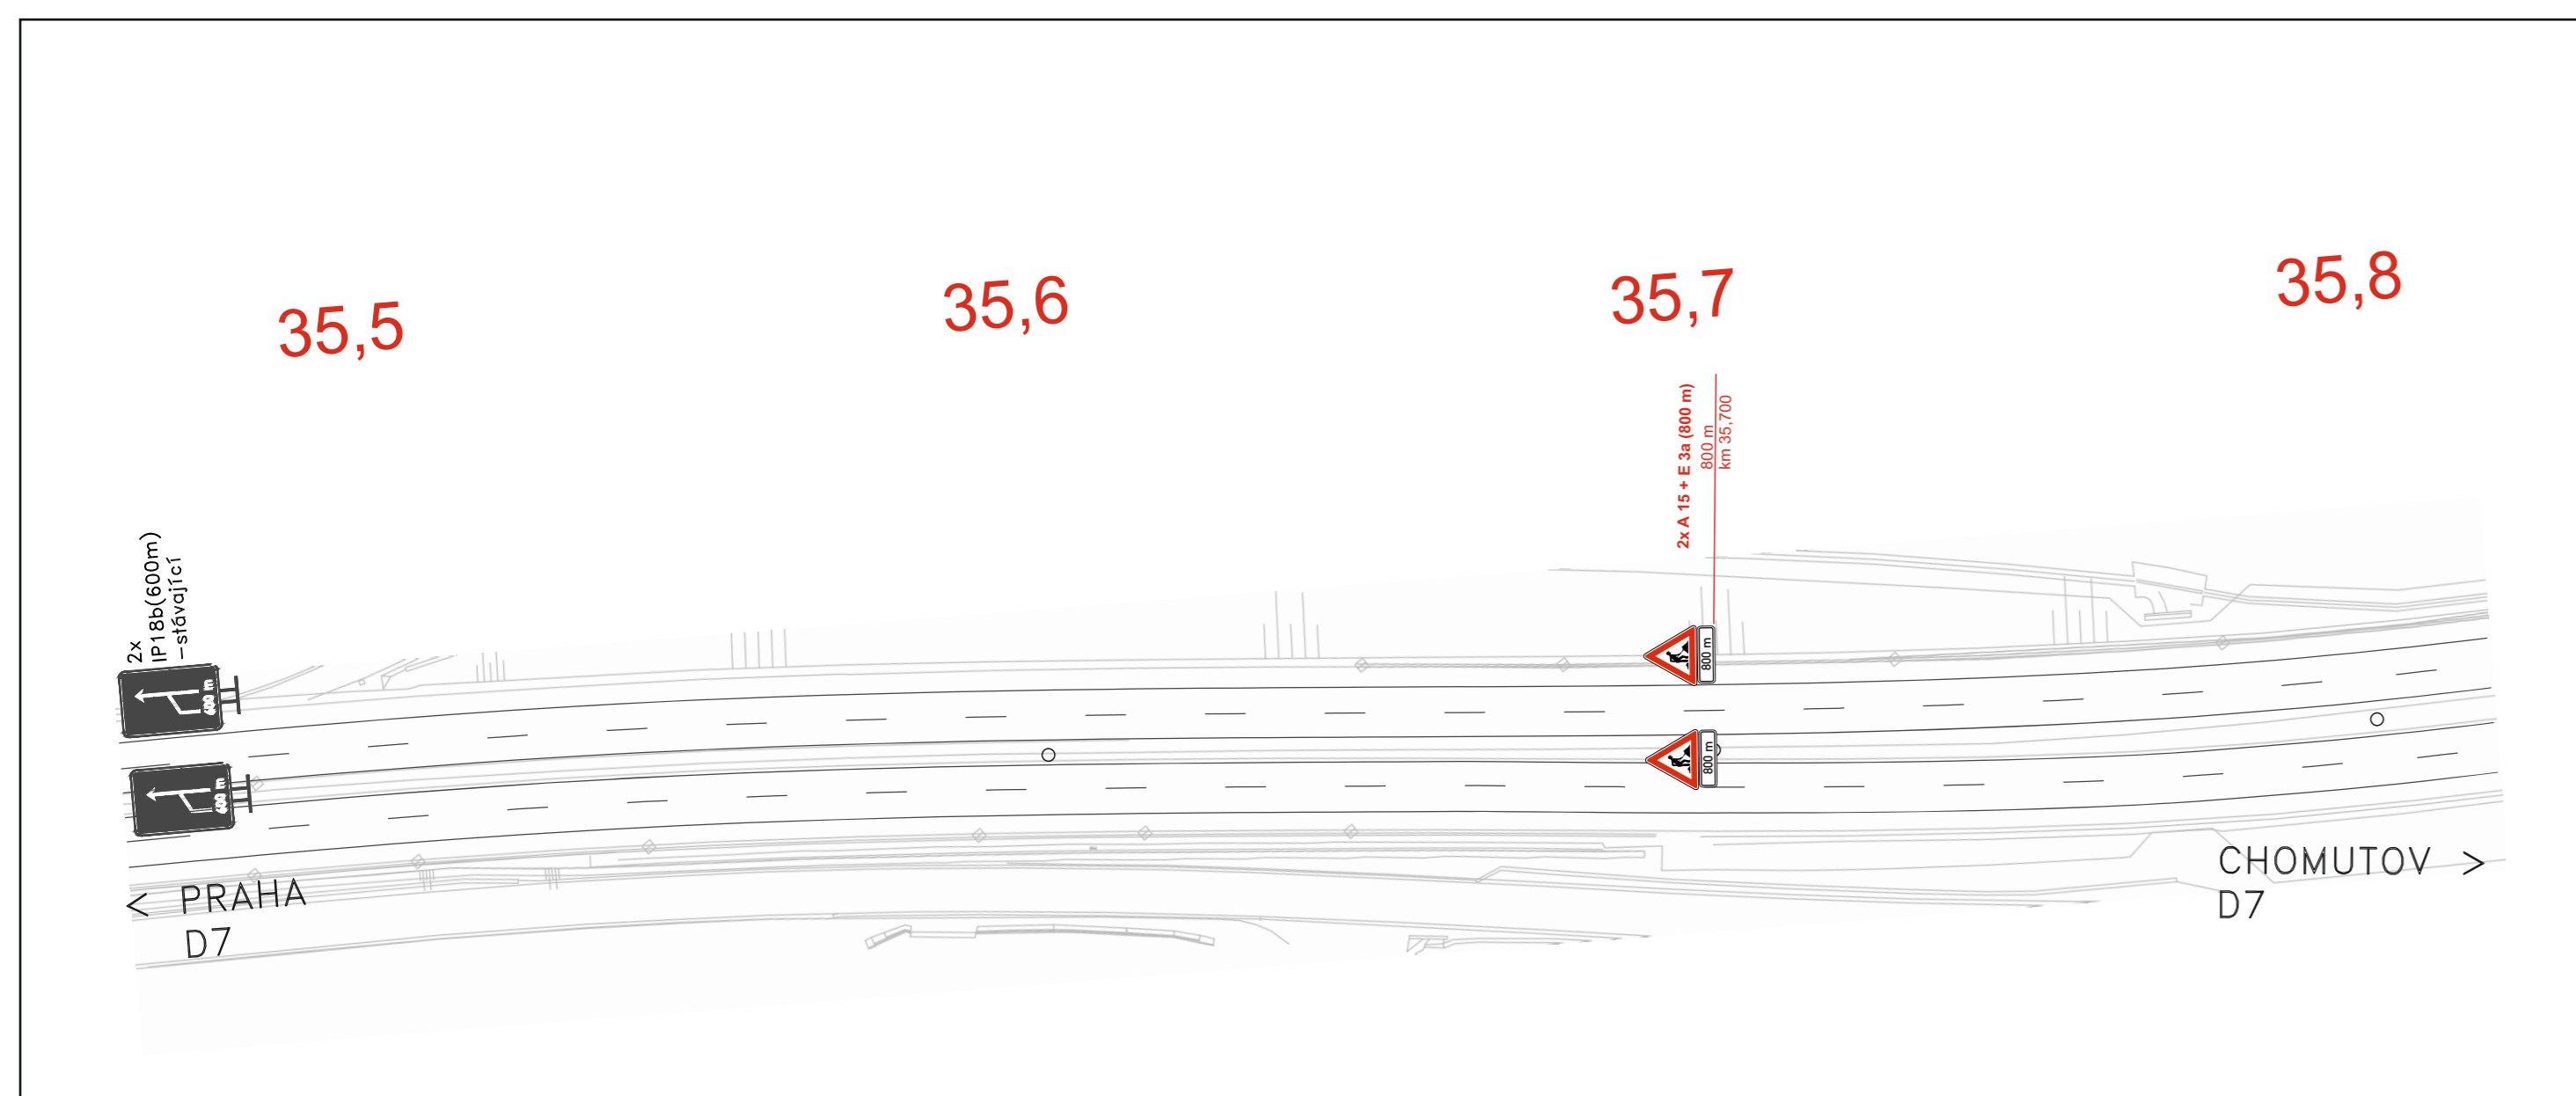 35,5
35,6
35,7
35,8
2x A 15 + E 3a (800 m)
800 m
km 35,700
2x
IP18b(600m)
-stávající
600 m
600 m
800 m
800 m
< PRAHA
D7
CHOMUTOV >
D7